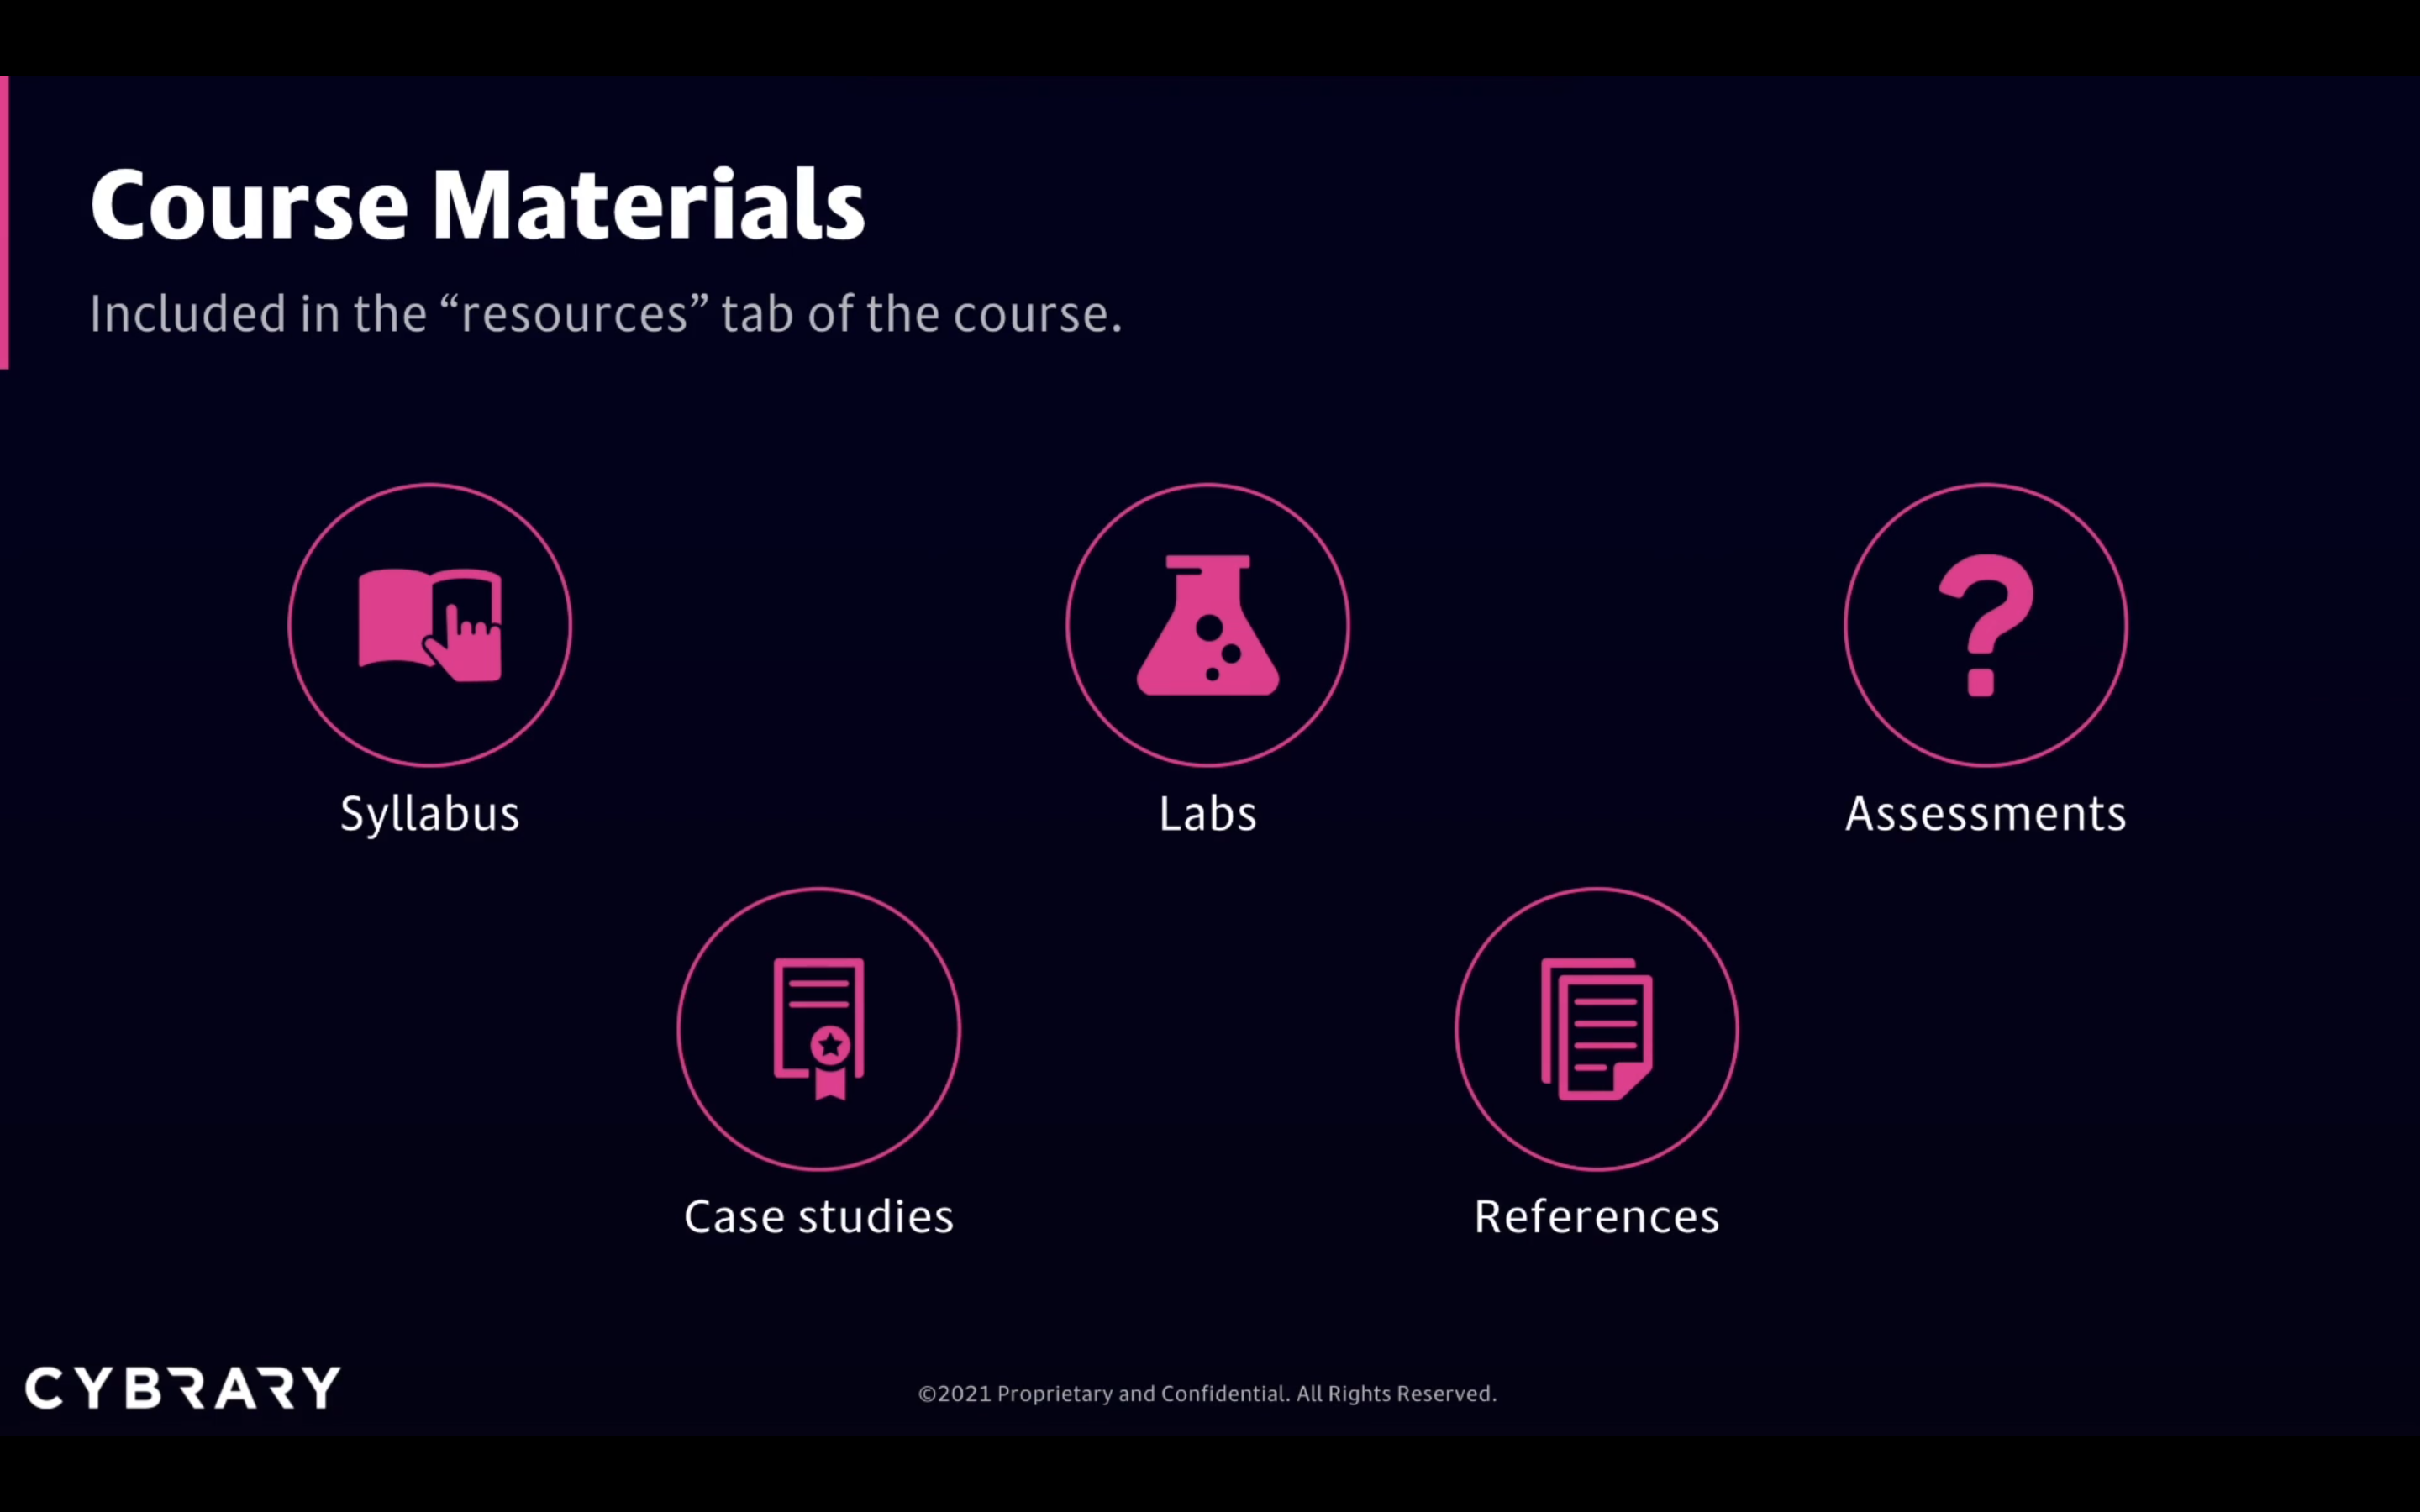 Course Materials
Included in the “resources” tab of the course.
Syllabus
Labs
Assessments
Case studies
References
CYBRARY
©2021 Proprietary and Confidential. All Rights Reserved.